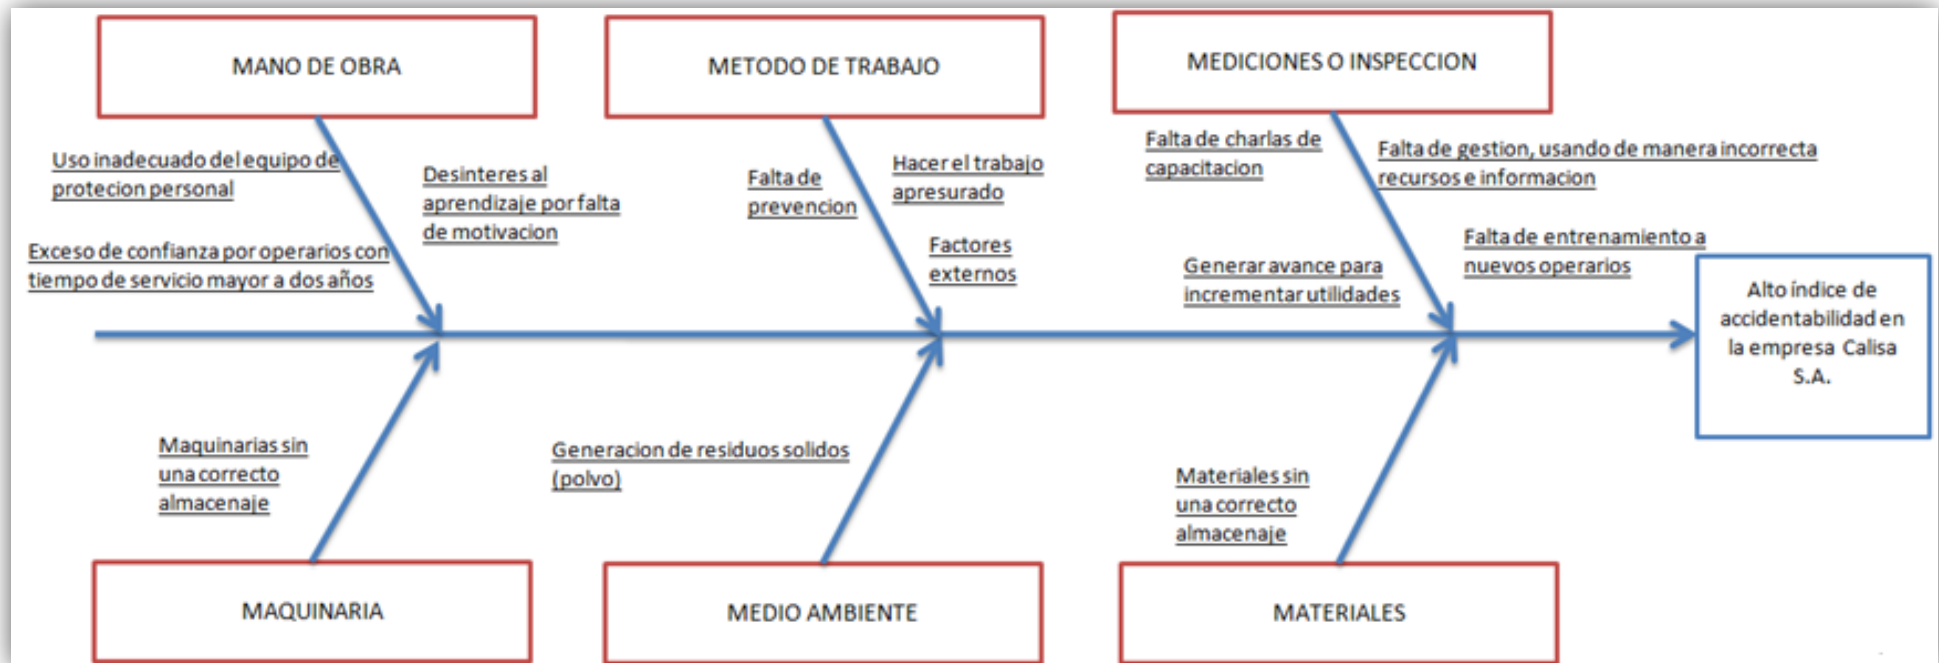 MANO DE OBRA
METODO DE TRABAJO
MEDICIONES O INSPECCION
Uso inadecuado del equipo de
protecion personal
Exceso de confianza por operarios con
tiempo de servicio mayor a dos años
Desinteres al
aprendizaje por falta
de motivacion
Falta de
prevencion
Hacer el trabajo
apresurado
Factores
externos
Falta de charlas de
capacitacion
Generar avance para
incrementar utilidades
Falta de gestion, usando de manera incorrecta
recursos e informacion
Falta de entrenamiento a
nuevos operarios
Alto índice de
accidentabilidad en
la empresa Calisa
S.A.
Maquinarias sin
una correcto
almacenaje
Generacion de residuos solidos
(polvo)
Materiales sin
una correcto
almacenaje
MAQUINARIA
MEDIO AMBIENTE
MATERIALES